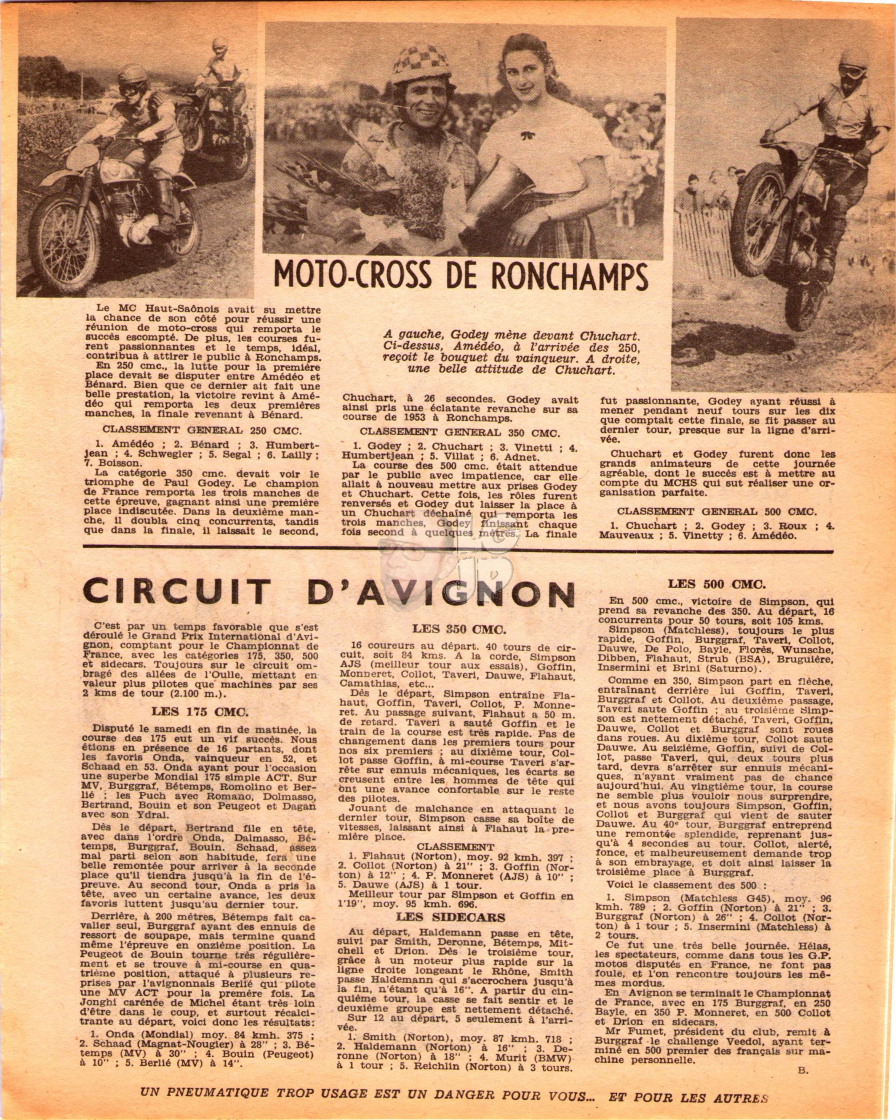 MOTO-CROSS DE RONCHAMPS
Le MC Haut-Saônois avait su mettre
la chance de son côté pour réussir une
réunion de moto-cross qui remporta le
succès escompté. De plus, les courses fu-
rent passionnantes et le temps, idéal,
contribua à attirer le public à Ronchamps.
En 250 cmc., la lutte pour la première
place devait se disputer entre Amédéo et
Bénard. Bien que ce dernier ait fait une
belle prestation, la victoire revint à Amé-
déo qui remporta les deux premières
manches, la finale revenant à Bénard.
CLASSEMENT GENERAL 250 CMC.
1. Amédéo ; 2. Bénard ; 3. Humbert-
jean ; 4. Schwegler ; 5. Segal ; 6. Lailly ;
7. Boisson.
La catégorie 350 cmc. devait voir le
triomphe de Paul Godey. Le champion
de France remporta les trois manches de
cette épreuve, gagnant ainsi une première
place indiscutée. Dans la deuxième man-
che, il doubla cinq concurrents, tandis
que dans la finale, il laissait le second,
A gauche, Godey mène devant Chuchart.
Ci-dessus, Amédéo, à l'arrivée des 250,
reçoit le bouquet du vainqueur. A droite,
une belle attitude de Chuchart.
Chuchart, à 26 secondes. Godey avait
ainsi pris une éclatante revanche sur sa
course de 1953 à Ronchamps.
CLASSEMENT GENERAL 350 CMC.
1. Godey ; 2. Chuchart ; 3. Vinetti ; 4.
Humbertjean ; 5. Villat ; 6. Adnet.
La course des 500 cmc. était attendue
par le public avec impatience, car elle
allait à nouveau mettre aux prises Godey
et Chuchart. Cette fois, les rôles furent
renversés et Godey dut laisser la place à
un Chuchart déchaîné qui remporta les
trois manches, Godey finissant chaque
fois second à quelques mètres. La finale
fut passionnante, Godey ayant réussi à
mener pendant neuf tours sur les dix
que comptait cette finale, se fit passer au
dernier tour, presque sur la ligne d'arri-
vée.
Chuchart et Godey furent donc les
grands animateurs de cette journée
agréable, dont le succès est à mettre au
compte du MCHS qui sut réaliser une or-
ganisation parfaite.
CLASSEMENT GENERAL 500 CMC.
1. Chuchart ; 2. Godey ; 3. Roux ; 4.
Mauveaux ; 5. Vinetty ; 6. Amédéo.
CIRCUIT D'AVIGNON
C'est par un temps favorable que s'est
déroulé le Grand Prix International d'Avi-
gnon, comptant pour le Championnat de
France, avec les catégories 175, 350, 500
et sidecars. Toujours sur le circuit om-
bragé des allées de l'Oulle, mettant en
valeur plus pilotes que machines par ses
2 kms de tour (2.100 m.).
LES 175 CMC.
Disputé le samedi en fin de matinée, la
course des 175 eut un vif succès. Nous
étions en présence de 16 partants, dont
les favoris Onda, vainqueur en 52, et
Schaad en 53. Onda ayant pour l'occasion
une superbe Mondial 175 simple ACT. Sur
MV, Burggraf, Bétemps, Romolino et Ber-
lié ; les Puch avec Romano, Dolmasso,
Bertrand, Bouin et son Peugeot et Dagan
avec son Ydral.
Dès le départ, Bertrand file en tête,
avec dans l'ordre Onda, Dalmasso, Bé-
temps, Burggraf, Bouin. Schaad, assez
mal parti selon son habitude, fera une
belle remontée pour arriver à la seconde
place qu'il tiendra jusqu'à la fin de l'é-
preuve. Au second tour, Onda a pris la
tête, avec un certaine avance, les deux
favoris luttent jusqu'au dernier tour.
Derrière, à 200 mètres, Bétemps fait ca-
valier seul, Burggraf ayant des ennuis de
ressort de soupape, mais termine quand
même l'épreuve en onzième position. La
Peugeot de Bouin tourne très régulière-
ment et se trouve à mi-course en qua-
trième position, attaqué à plusieurs re-
prises par l'avignonnais Berlié qui pilote
une MV ACT pour la première fois. La
Jonghi carénée de Michel étant très loin
d'être dans le coup, et surtout récalci-
trante au départ, voici donc les résultats :
1. Onda (Mondial) moy. 84 kmh. 375 ;
2. Schaad (Magnat-Nougier) à 28" ; 3. Bé-
temps (MV) à 30" ; 4. Bouin (Peugeot)
à 10" ; 5. Berlié (MV) à 14".
LES 350 CMC.
16 coureurs au départ. 40 tours de cir-
cuit, soit 84 kms. A la corde, Simpson
AJS (meilleur tour aux essais), Goffin,
Monneret, Collot, Taveri, Dauwe, Flahaut,
Camathias, etc...
Dés le départ, Simpson entraîne Fla-
haut, Goffin, Taveri, Collot, P. Monne-
ret. Au passage suivant, Flahaut a 50 m.
de retard. Taveri a sauté Goffin et le
train de la course est très rapide. Pas de
changement dans les premiers tours pour
nos six premiers ; au dixième tour, Col-
lot passe Goffin, à mi-course Taveri s'ar-
rête sur ennuis mécaniques, les écarts se
creusent entre les hommes de tête qui
ont une avance confortable sur le reste
des pilotes.
Jouant de malchance en attaquant le
dernier tour, Simpson casse sa boîte de
vitesses, laissant ainsi à Flahaut la pre-
mière place.
CLASSEMENT
1. Flahaut (Norton), moy. 92 kmh. 397 ;
2. Collot (Norton) à 21" ; 3. Goffin (Nor-
ton) à 12" ; 4. P. Monneret (AJS) à 10" ;
5. Dauwe (AJS) à 1 tour.
Meilleur tour par Simpson et Goffin en
1'19", moy. 95 kmh. 696.
LES SIDECARS
Au départ, Haldemann passe en tête,
suivi par Smith, Deronne, Bétemps, Mit-
chell et Drion. Dès le troisième tour,
grâce à un moteur plus rapide sur la
ligne droite longeant le Rhône, Smith
passe Haldemann qui s'accrochera jusqu'à
la fin, n'étant qu'à 16". A partir du cin-
quième tour, la casse se fait sentir et le
deuxième groupe est nettement détaché.
Sur 12 au départ, 5 seulement à l'arri-
vée.
1. Smith (Norton), moy. 87 kmh. 718 ;
2. Haldemann (Norton) à 16" ; 3. De-
ronne (Norton) à 18" ; 4. Murit (BMW)
à 1 tour ; 5. Reichlin (Norton) à 3 tours.
LES 500 CMC.
En 500 cmc., victoire de Simpson, qui
prend sa revanche des 350. Au départ, 16
concurrents pour 50 tours, soit 105 kms.
Simpson (Matchless), toujours le plus
rapide, Goffin, Burggraf, Taveri, Collot,
Dauwe, De Polo, Bayle, Florès, Wunsche,
Dibben, Flahaut, Strub (BSA), Bruguière,
Insermini et Brini (Saturno).
Comme en 350, Simpson part en flèche,
entraînant derrière lui Goffin, Taveri,
Burggraf et Collot. Au deuxième passage,
Taveri saute Goffin ; au troisième Simp-
son est nettement détaché, Taveri, Goffin,
Dauwe, Collot et Burggraf sont roues
dans roues. Au dixième tour, Collot saute
Dauwe. Au seizième, Goffin, suivi de Col-
lot, passe Taveri, qui, deux tours plus
tard, devra s'arrêter sur ennuis mécani-
ques, n'ayant vraiment pas de chance
aujourd'hui. Au vingtième tour, la course
ne semble plus vouloir nous surprendre,
et nous avons toujours Simpson, Goffin,
Collot et Burggraf qui vient de sauter
Dauwe. Au 40e tour, Burggraf entreprend
une remontée splendide, reprenant jus-
qu'à 4 secondes au tour. Collot, alerté,
fonce, et malheureusement demande trop
à son embrayage, et doit ainsi laisser la
troisième place à Burggraf.
Voici le classement des 500 :
1. Simpson (Matchless G45), moy. 96
kmh. 789 ; 2. Goffin (Norton) à 21" ; 3.
Burggraf (Norton) à 26" ; 4. Collot (Nor-
ton) à 1 tour ; 5. Insermini (Matchless) à
2 tours.
Ce fut une très belle journée. Hélas,
les spectateurs, comme dans tous les G.P.
motos disputés en France, ne font pas
foule, et l'on rencontre toujours les mê-
mes mordus.
En Avignon se terminait le Championnat
de France, avec en 175 Burggraf, en 250
Bayle, en 350 P. Monneret, en 500 Collot
et Drion en sidecars.
Mr Fumet, président du club, remit à
Burggraf le challenge Veedol, ayant ter-
miné en 500 premier des français sur ma-
chine personnelle.
B.
UN PNEUMATIQUE TROP USAGE EST UN DANGER POUR VOUS... ET POUR LES AUTRES